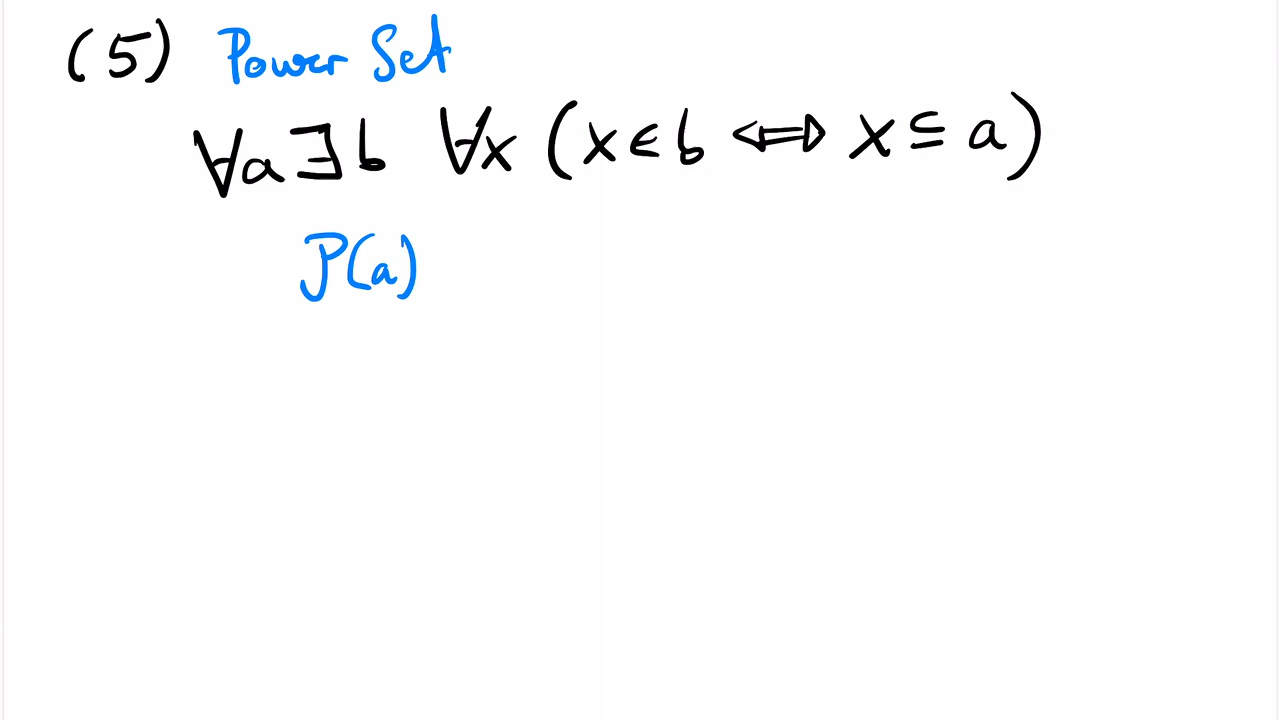 (5) Power Set
∀a ∃b ∀x (x ∈ b ⟺ x ⊆ a)
P(a)